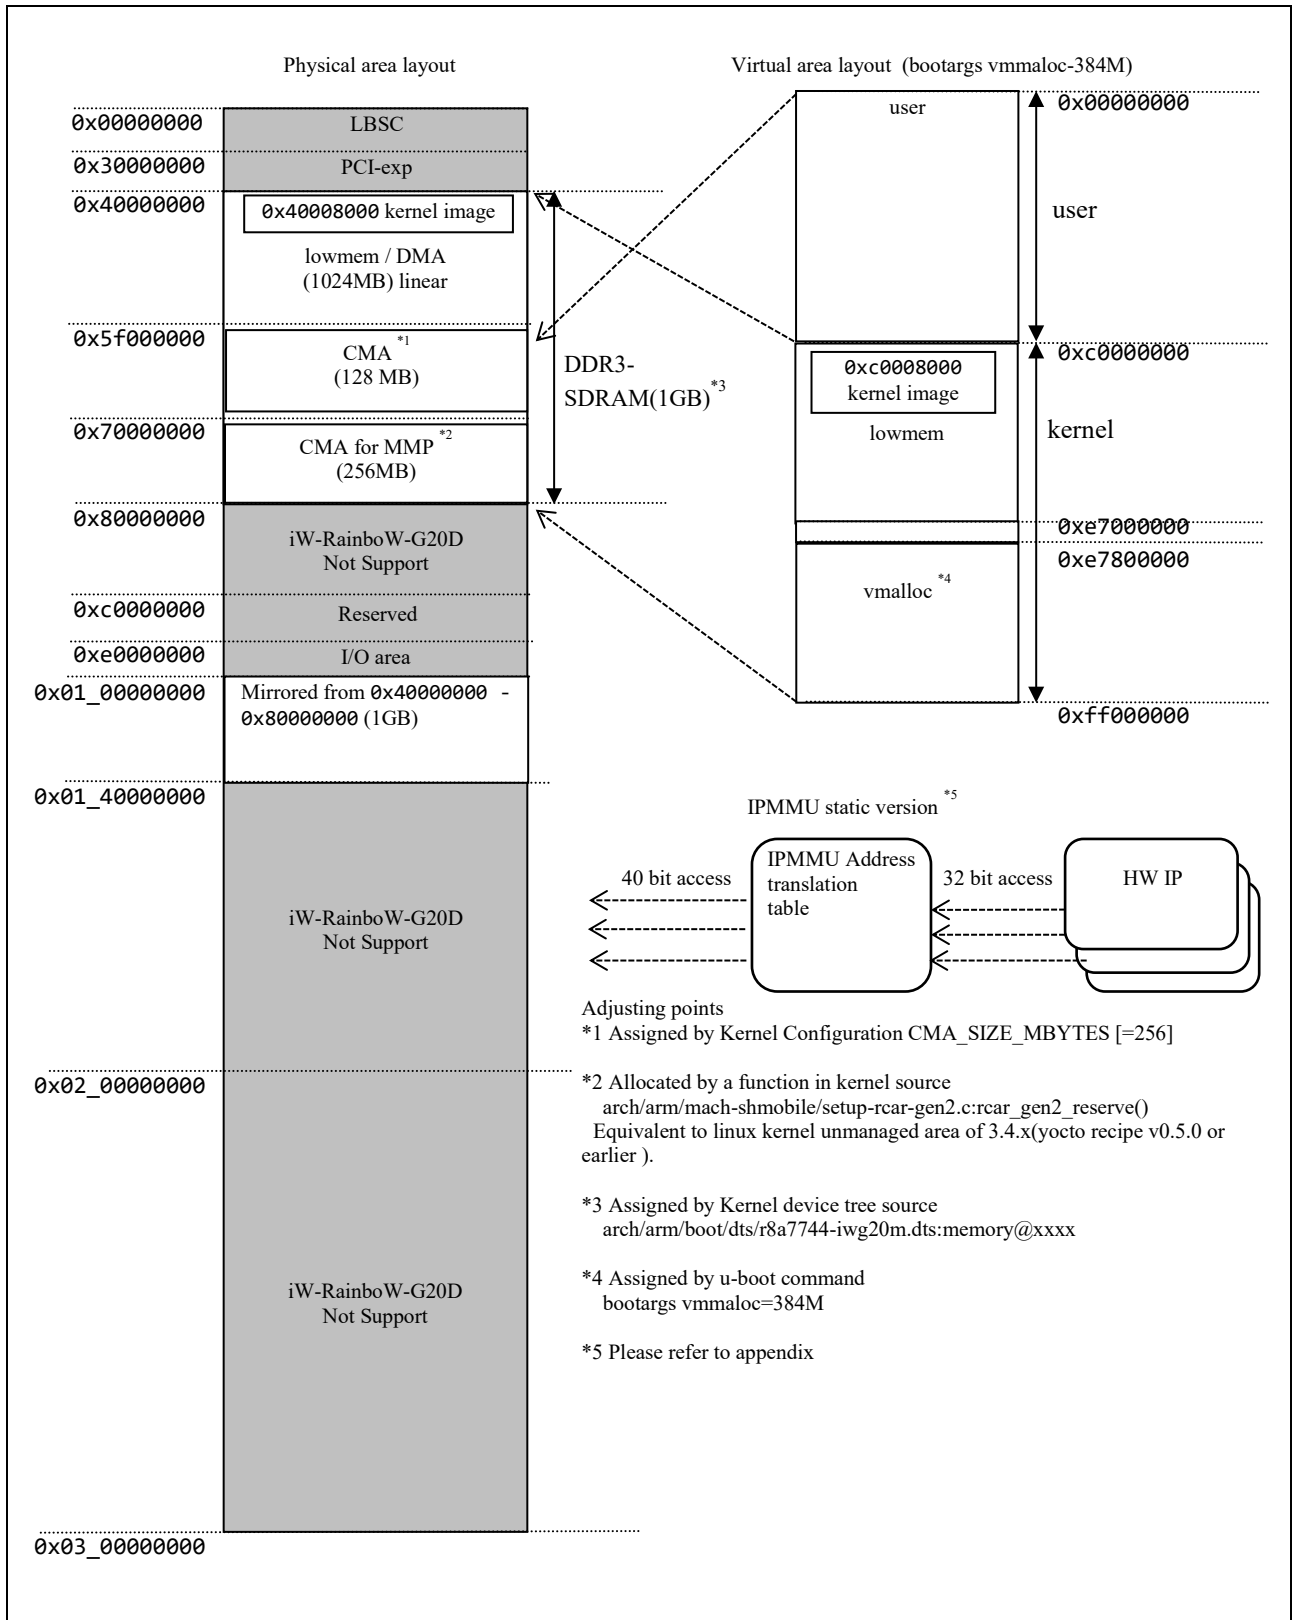 Physical area layout
0x00000000
LBSC
0x30000000
PCI-exp
0x40000000
0x40008000 kernel image
lowmem / DMA
(1024MB) linear
0x5f000000
CMA *1
(128 MB)
0x70000000
CMA for MMP *2
(256MB)
0x80000000
iW-RainboW-G20D
Not Support
0xc0000000
Reserved
0xe0000000
I/O area
0x01_00000000
Mirrored from 0x40000000 -
0x80000000 (1GB)
0x01_40000000
iW-RainboW-G20D
Not Support
0x02_00000000
iW-RainboW-G20D
Not Support
0x03_00000000
DDR3-
SDRAM(1GB)*3
Virtual area layout (bootargs vmmaloc-384M)
user
0x00000000
user
0xc0000000
0xc0008000
kernel image
lowmem
kernel
0xe7000000
0xe7800000
vmalloc *4
0xff000000
IPMMU static version *5
40 bit access
IPMMU Address
translation
table
32 bit access
HW IP
Adjusting points
*1 Assigned by Kernel Configuration CMA_SIZE_MBYTES [=256]
*2 Allocated by a function in kernel source
arch/arm/mach-shmobile/setup-rcar-gen2.c:rcar_gen2_reserve()
Equivalent to linux kernel unmanaged area of 3.4.x(yocto recipe v0.5.0 or
earlier ).
*3 Assigned by Kernel device tree source
arch/arm/boot/dts/r8a7744-iwg20m.dts:memory@xxxx
*4 Assigned by u-boot command
bootargs vmmaloc=384M
*5 Please refer to appendix